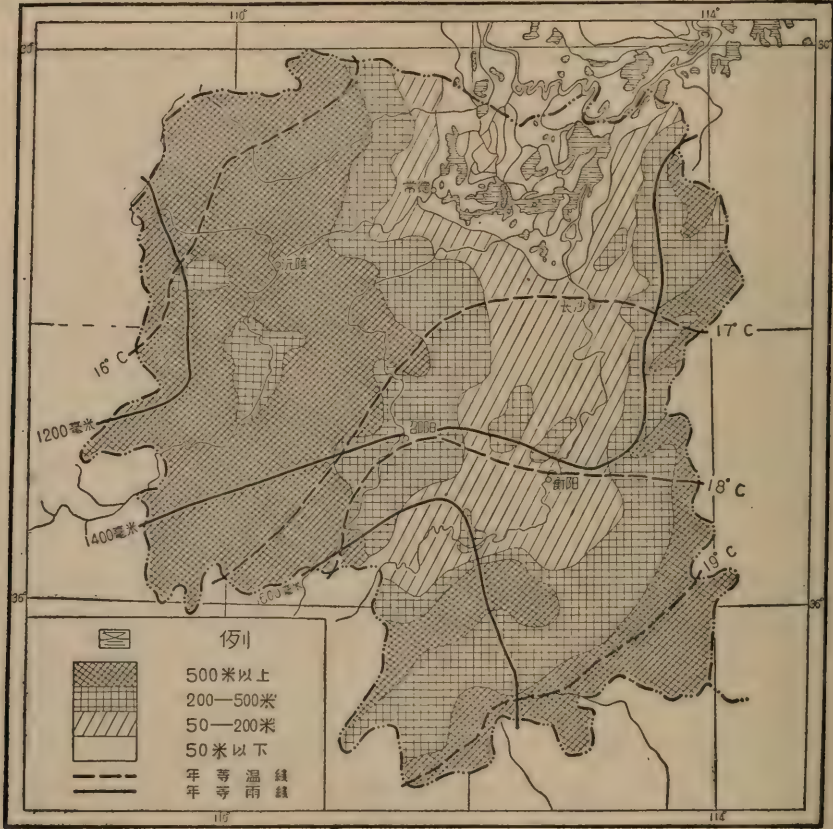 110°
114°
30°
常德
沅陵
长沙
17°C
16°C
1200毫米
邵阳
衡阳
18°C
1400毫米
19°C
图 例
500米以上
200—500米
50—200米
50米以下
年 等 温 綫
年 等 雨 綫
110°
114°